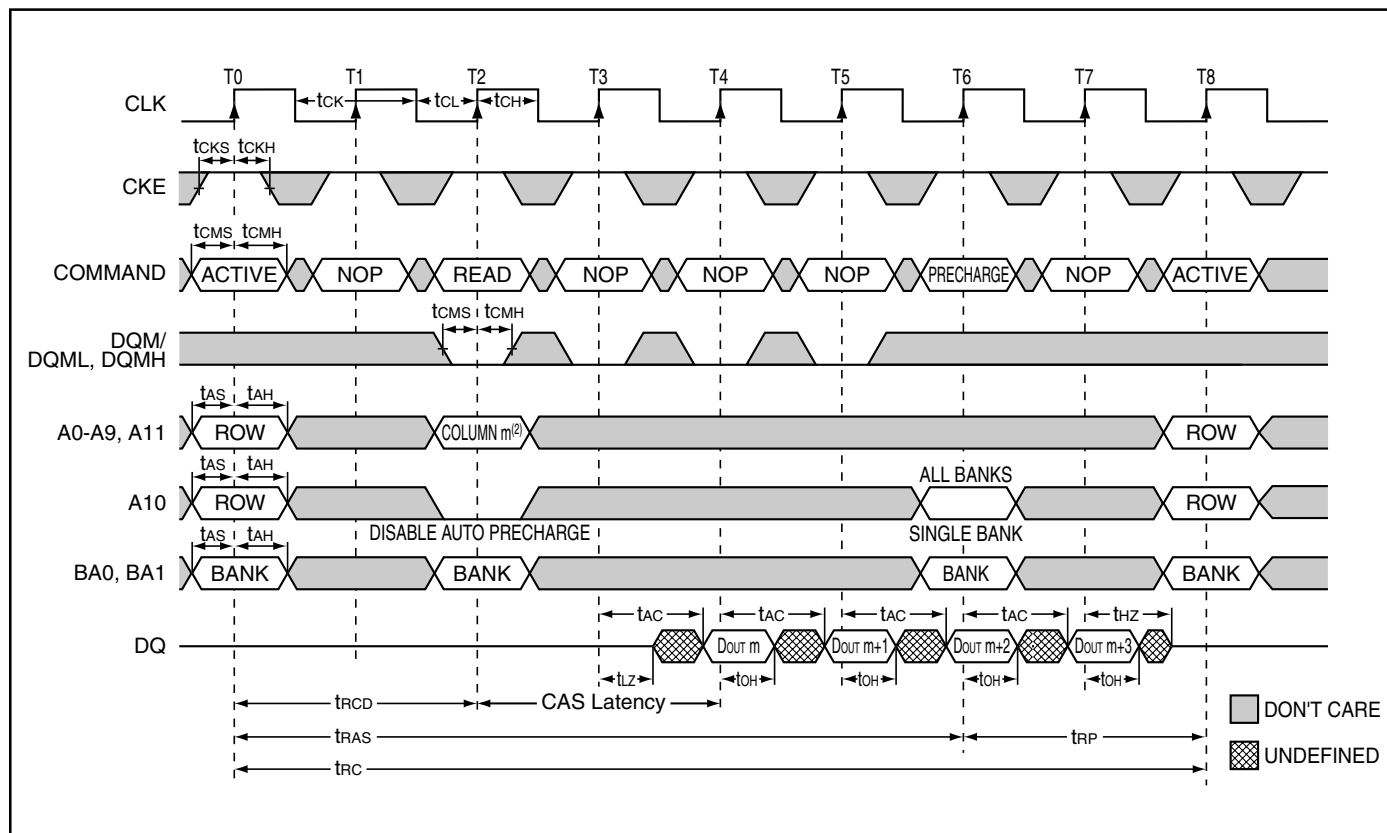 T0 T1 T2 T3 T4 T5 T6 T7 T8
CLK tCK tCL tCH
tCKS tCKH
CKE
tCMS tCMH
COMMAND ACTIVE NOP READ NOP NOP NOP PRECHARGE NOP ACTIVE
tCMS tCMH
DQM/
DQML, DQMH
tAS tAH
A0-A9, A11 ROW COLUMN m(2) ROW
tAS tAH ALL BANKS
A10 ROW ROW
DISABLE AUTO PRECHARGE SINGLE BANK
tAS tAH
BA0, BA1 BANK BANK BANK BANK
tAC tAC tAC tAC tHZ
DQ DOUT m DOUT m+1 DOUT m+2 DOUT m+3
tLZ tOH tOH tOH tOH
tRCD CAS Latency
DON'T CARE
tRAS tRP
UNDEFINED
tRC